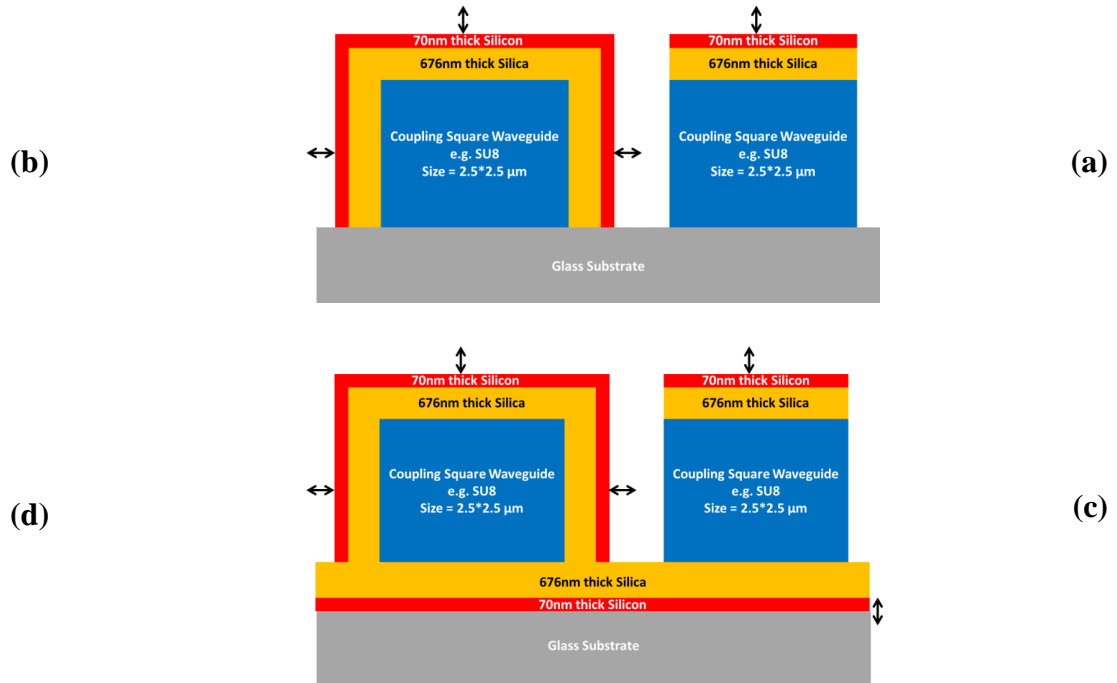 70nm thick Silicon
676nm thick Silica
Coupling Square Waveguide
e.g. SU8
Size = 2.5*2.5 µm
70nm thick Silicon
676nm thick Silica
Coupling Square Waveguide
e.g. SU8
Size = 2.5*2.5 µm
(b)
(a)
Glass Substrate
70nm thick Silicon
676nm thick Silica
Coupling Square Waveguide
e.g. SU8
Size = 2.5*2.5 µm
70nm thick Silicon
676nm thick Silica
Coupling Square Waveguide
e.g. SU8
Size = 2.5*2.5 µm
(d)
(c)
676nm thick Silica
70nm thick Silicon
Glass Substrate